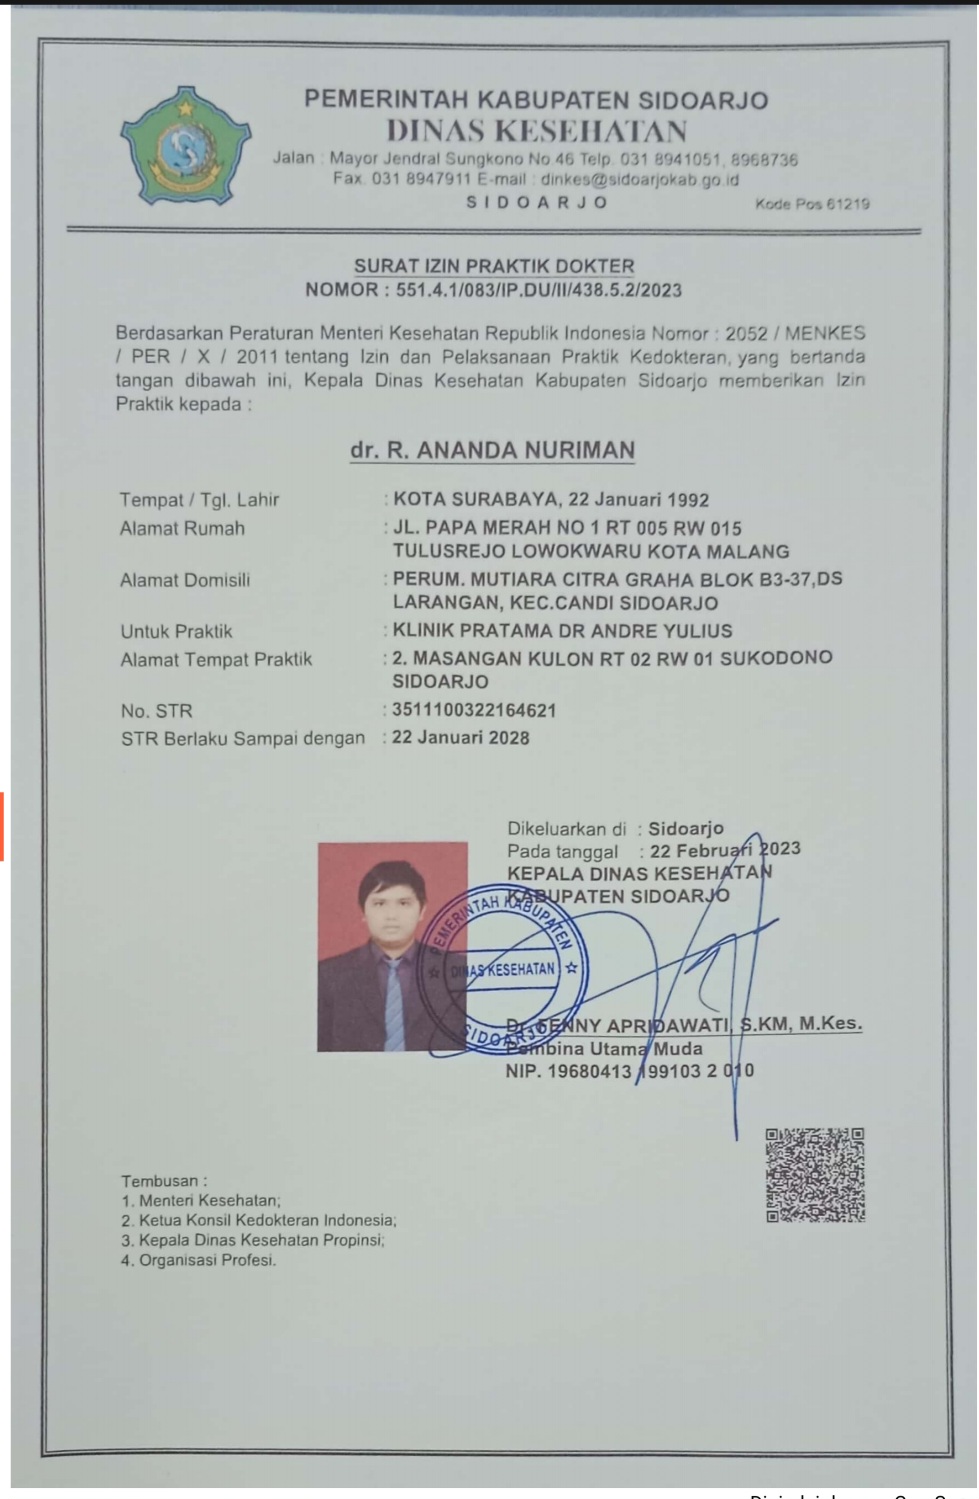 PEMERINTAH KABUPATEN SIDOARJO
DINAS KESEHATAN
Jalan : Mayor Jendral Sungkono No 46 Telp. 031 8941051, 8968736
Fax. 031 8947911 E-mail : dinkes@sidoarjokab.go.id
SIDOARJO
Kode Pos 61219
SURAT IZIN PRAKTIK DOKTER
NOMOR : 551.4.1/083/IP.DU/II/438.5.2/2023
Berdasarkan Peraturan Menteri Kesehatan Republik Indonesia Nomor : 2052 / MENKES
/ PER / X / 2011 tentang Izin dan Pelaksanaan Praktik Kedokteran, yang bertanda
tangan dibawah ini, Kepala Dinas Kesehatan Kabupaten Sidoarjo memberikan Izin
Praktik kepada :
dr. R. ANANDA NURIMAN
Tempat / Tgl. Lahir : KOTA SURABAYA, 22 Januari 1992
Alamat Rumah : JL. PAPA MERAH NO 1 RT 005 RW 015
TULUSREJO LOWOKWARU KOTA MALANG
Alamat Domisili : PERUM. MUTIARA CITRA GRAHA BLOK B3-37,DS
LARANGAN, KEC.CANDI SIDOARJO
Untuk Praktik : KLINIK PRATAMA DR ANDRE YULIUS
Alamat Tempat Praktik : 2. MASANGAN KULON RT 02 RW 01 SUKODONO
SIDOARJO
No. STR : 3511100322164621
STR Berlaku Sampai dengan : 22 Januari 2028
Dikeluarkan di : Sidoarjo
Pada tanggal : 22 Februari 2023
KEPALA DINAS KESEHATAN
KABUPATEN SIDOARJO
PEMERINTAH KABUPATEN
DINAS KESEHATAN
SIDOARJO
Dr. FENNY APRIDAWATI, S.KM, M.Kes.
Pembina Utama Muda
NIP. 19680413 199103 2 010
Tembusan :
1. Menteri Kesehatan;
2. Ketua Konsil Kedokteran Indonesia;
3. Kepala Dinas Kesehatan Propinsi;
4. Organisasi Profesi.